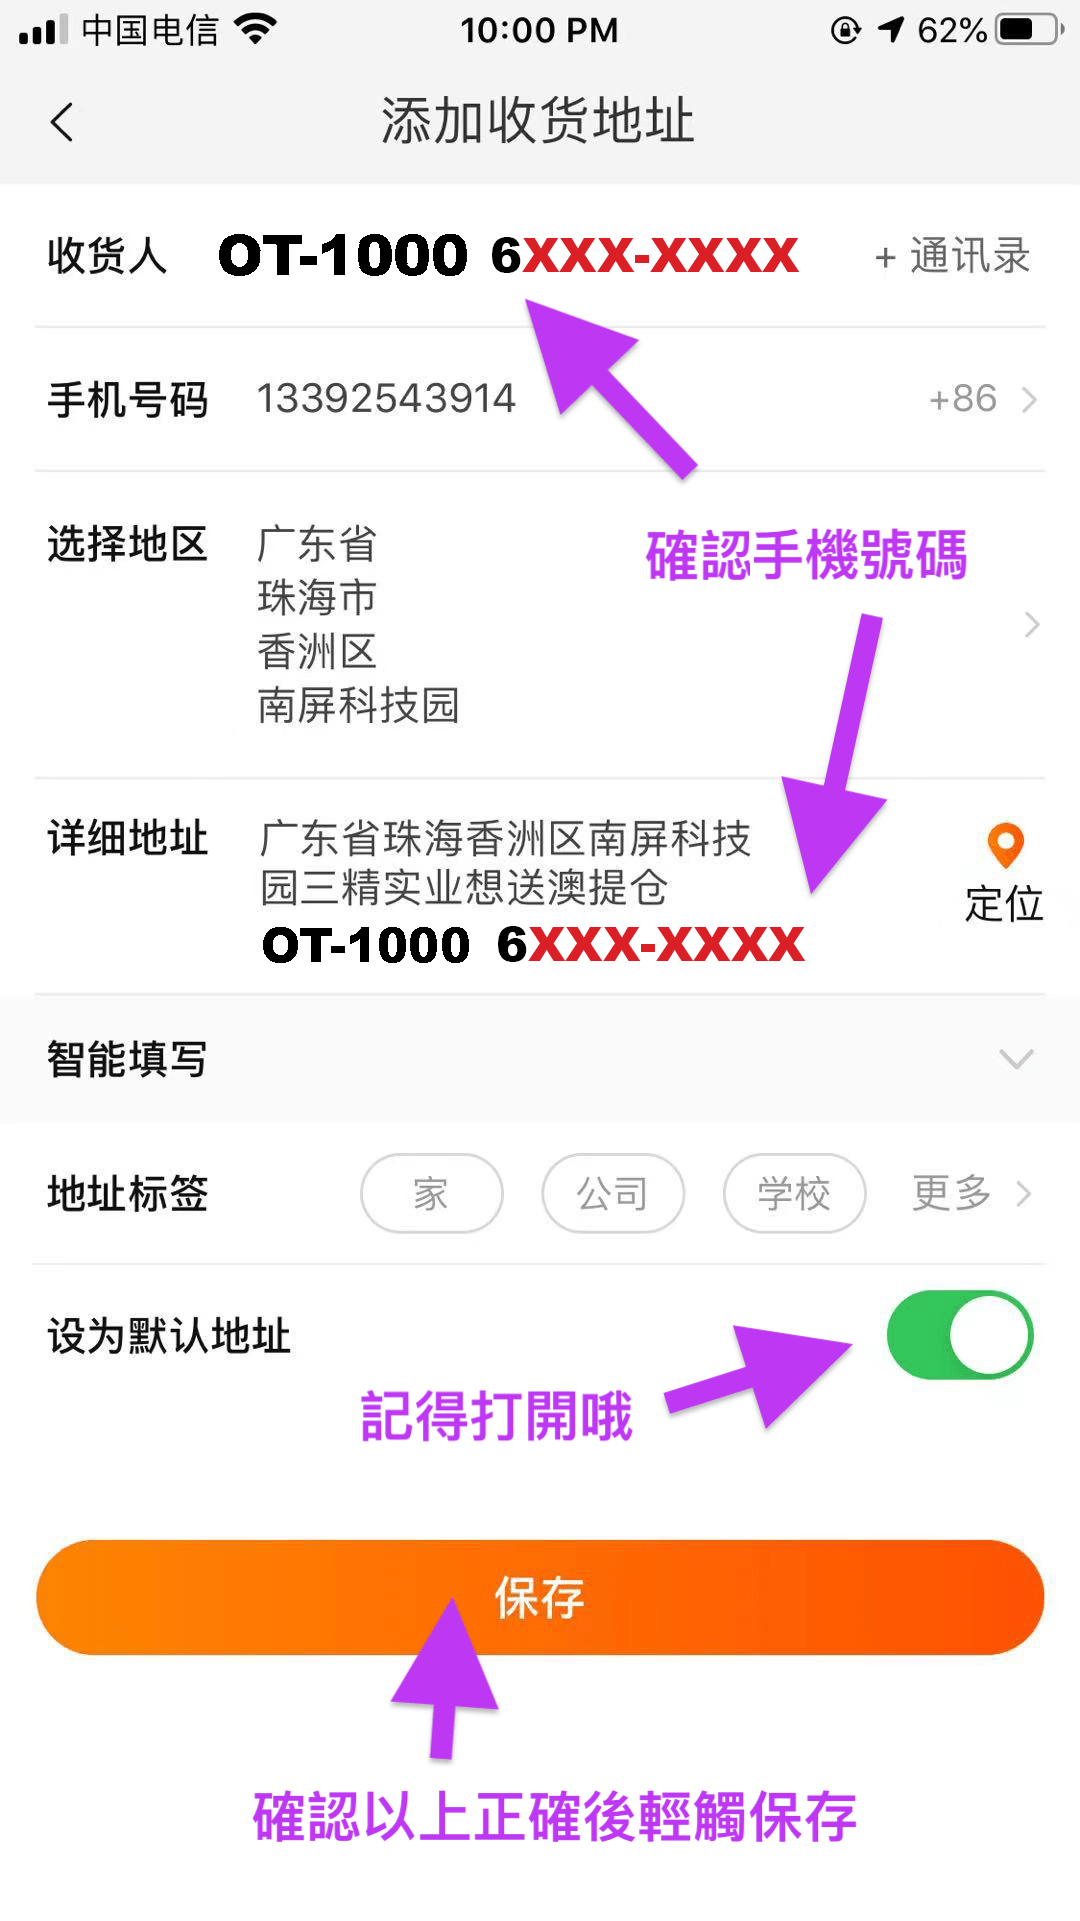 中国电信 10:00 PM 62%
添加收货地址
收货人 OT-1000 6XXX-XXXX + 通讯录
手机号码 13392543914 +86
確認手機號碼
选择地区 广东省
珠海市
香洲区
南屏科技园
详细地址 广东省珠海香洲区南屏科技
园三精实业想送澳提仓
OT-1000 6XXX-XXXX
定位
智能填写
地址标签 家 公司 学校 更多
设为默认地址
記得打開哦
保存
確認以上正確後輕觸保存